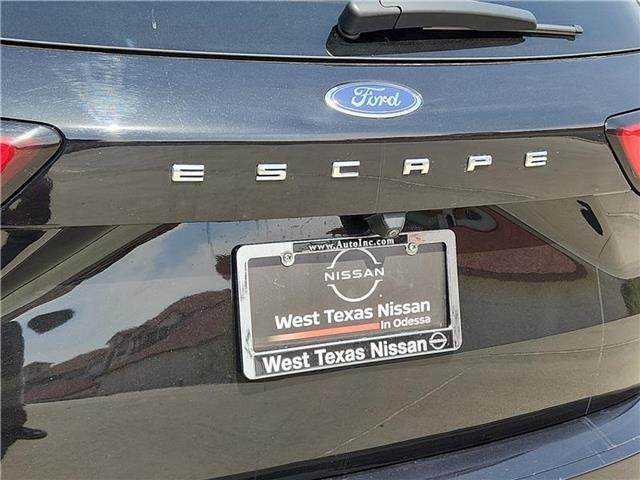 Ford
ESCAPE
www.AutoInc.com
NISSAN
West Texas Nissan
In Odessa
West Texas Nissan